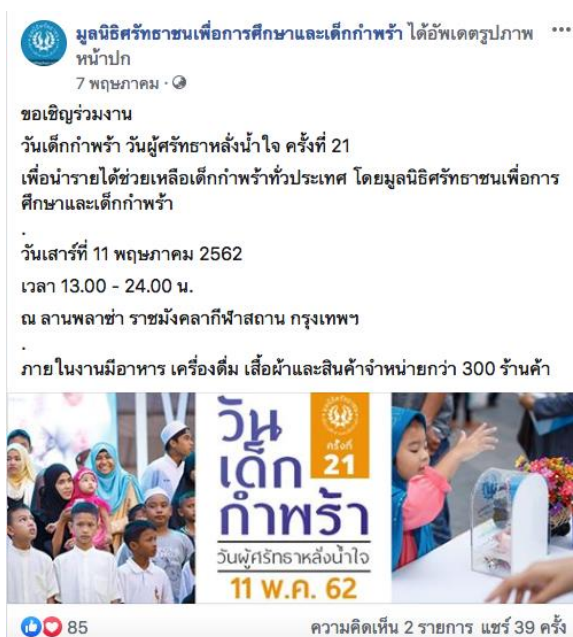 มูลนิธิศรัทธาชนเพื่อการศึกษาและเด็กกำพร้า ได้อัพเดตรูปภาพ
หน้าปก
7 พฤษภาคม ·
ขอเชิญร่วมงาน
วันเด็กกำพร้า วันผู้ศรัทธาหลั่งน้ำใจ ครั้งที่ 21
เพื่อนำรายได้ช่วยเหลือเด็กกำพร้าทั่วประเทศ โดยมูลนิธิศรัทธาชนเพื่อการ
ศึกษาและเด็กกำพร้า
.
วันเสาร์ที่ 11 พฤษภาคม 2562
เวลา 13.00 - 24.00 น.
ณ ลานพลาซ่า ราชมังคลากีฬาสถาน กรุงเทพฯ
.
ภายในงานมีอาหาร เครื่องดื่ม เสื้อผ้าและสินค้าจำหน่ายกว่า 300 ร้านค้า
วัน
เด็ก
กำพร้า
ครั้งที่
21
วันผู้ศรัทธาหลั่งน้ำใจ
11 พ.ค. 62
85
ความคิดเห็น 2 รายการ แชร์ 39 ครั้ง